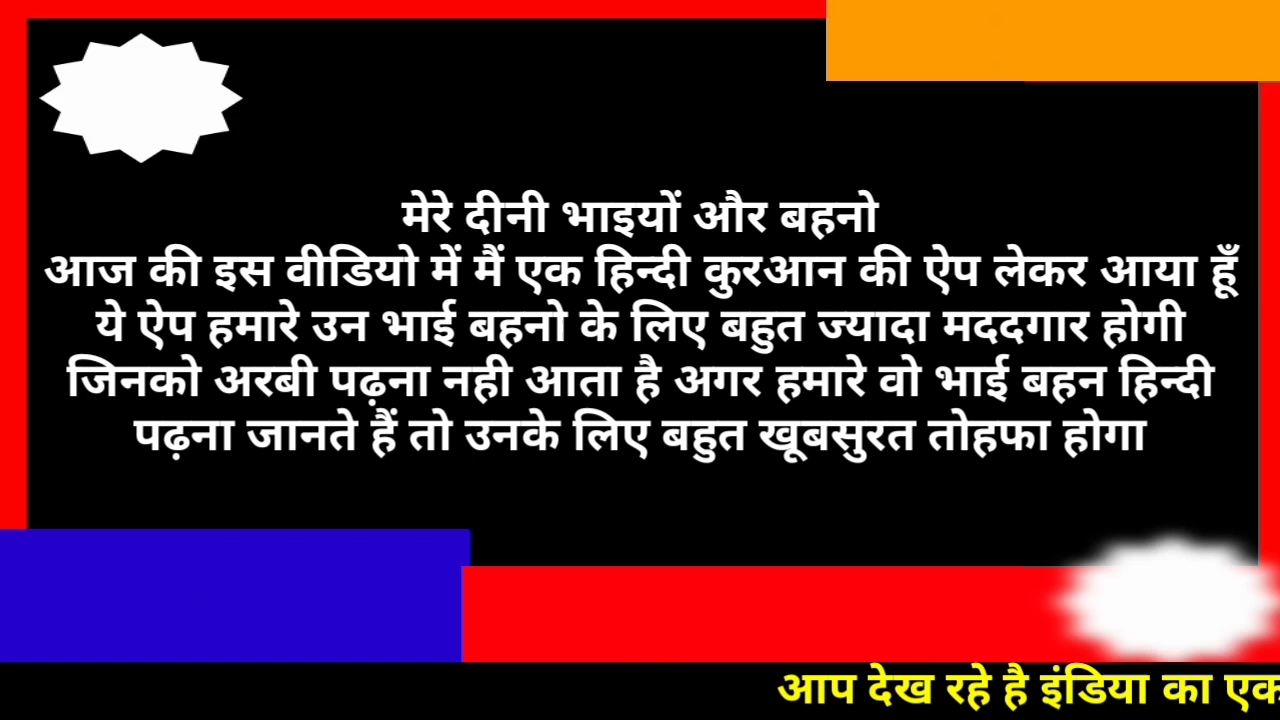 मेरे दीनी भाइयों और बहनो
आज की इस वीडियो में मैं एक हिन्दी कुरआन की ऐप लेकर आया हूँ
ये ऐप हमारे उन भाई बहनो के लिए बहुत ज्यादा मददगार होगी
जिनको अरबी पढ़ना नही आता है अगर हमारे वो भाई बहन हिन्दी
पढ़ना जानते हैं तो उनके लिए बहुत खूबसुरत तोहफा होगा
आप देख रहे है इंडिया का एक